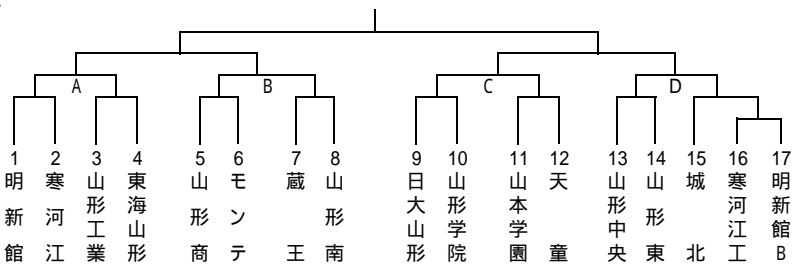 A B C D
1 2 3 4 5 6 7 8 9 10 11 12 13 14 15 16 17
明新館
寒河江
山形工業
東海山形
山形商
モンテ
蔵王
山形南
日大山形
山形学院
山本学園
天童
山形中央
山形東
城北
寒河江工
明新館B